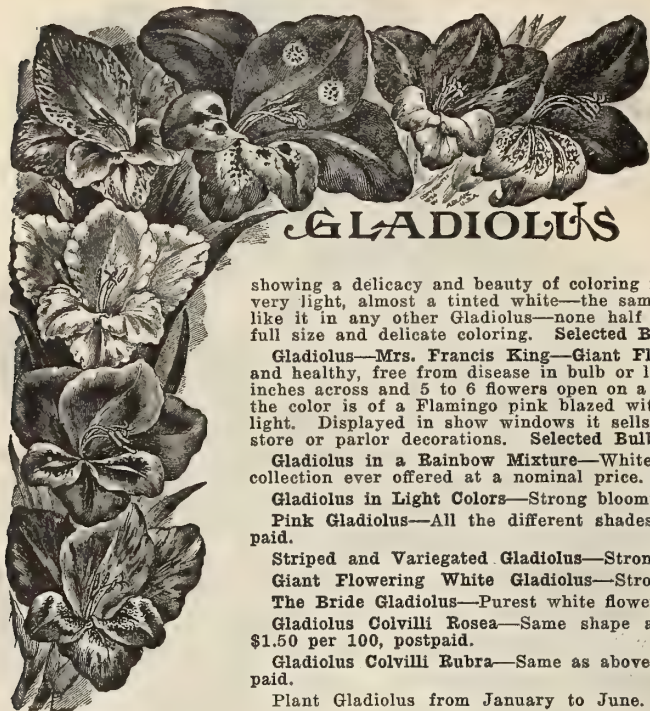 GLADIOLUS
showing a delicacy and beauty of coloring
very light, almost a tinted white—the sam
like it in any other Gladiolus—none half
full size and delicate coloring. Selected B
Gladiolus—Mrs. Francis King—Giant Fl
and healthy, free from disease in bulb or l
inches across and 5 to 6 flowers open on a
the color is of a Flamingo pink blazed wit
light. Displayed in show windows it sells
store or parlor decorations. Selected Bull
Gladiolus in a Rainbow Mixture—White
collection ever offered at a nominal price.
Gladiolus in Light Colors—Strong bloom
Pink Gladiolus—All the different shades
paid.
Striped and Variegated Gladiolus—Stron
Giant Flowering White Gladiolus—Stro
The Bride Gladiolus—Purest white flowe
Gladiolus Colvilli Rosea—Same shape a
$1.50 per 100, postpaid.
Gladiolus Colvilli Rubra—Same as above
paid.
Plant Gladiolus from January to June.